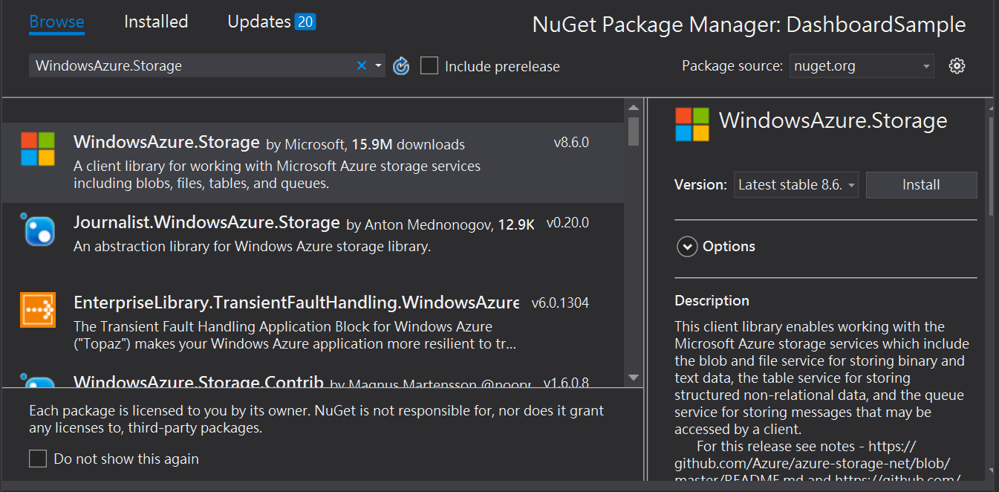 Browse Installed Updates 20 NuGet Package Manager: DashboardSample
WindowsAzure.Storage Include prerelease Package source: nuget.org
WindowsAzure.Storage by Microsoft, 15.9M downloads v8.6.0
A client library for working with Microsoft Azure storage services
including blobs, files, tables, and queues.
Journalist.WindowsAzure.Storage by Anton Mednonogov, 12.9K v0.20.0
An abstraction library for Windows Azure storage library.
EnterpriseLibrary.TransientFaultHandling.WindowsAzure v6.0.1304
The Transient Fault Handling Application Block for Windows Azure
("Topaz") makes your Windows Azure application more resilient to tr...
WindowsAzure.Storage.Contrib by Magnus Martensson @noopr v1.6.0.8
Each package is licensed to you by its owner. NuGet is not responsible for, nor does it grant
any licenses to, third-party packages.
Do not show this again
WindowsAzure.Storage
Version: Latest stable 8.6. Install
Options
Description
This client library enables working with the
Microsoft Azure storage services which include
the blob and file service for storing binary and
text data, the table service for storing
structured non-relational data, and the queue
service for storing messages that may be
accessed by a client.
For this release see notes - https://
github.com/Azure/azure-storage-net/blob/
master/README.md and https://github.com/